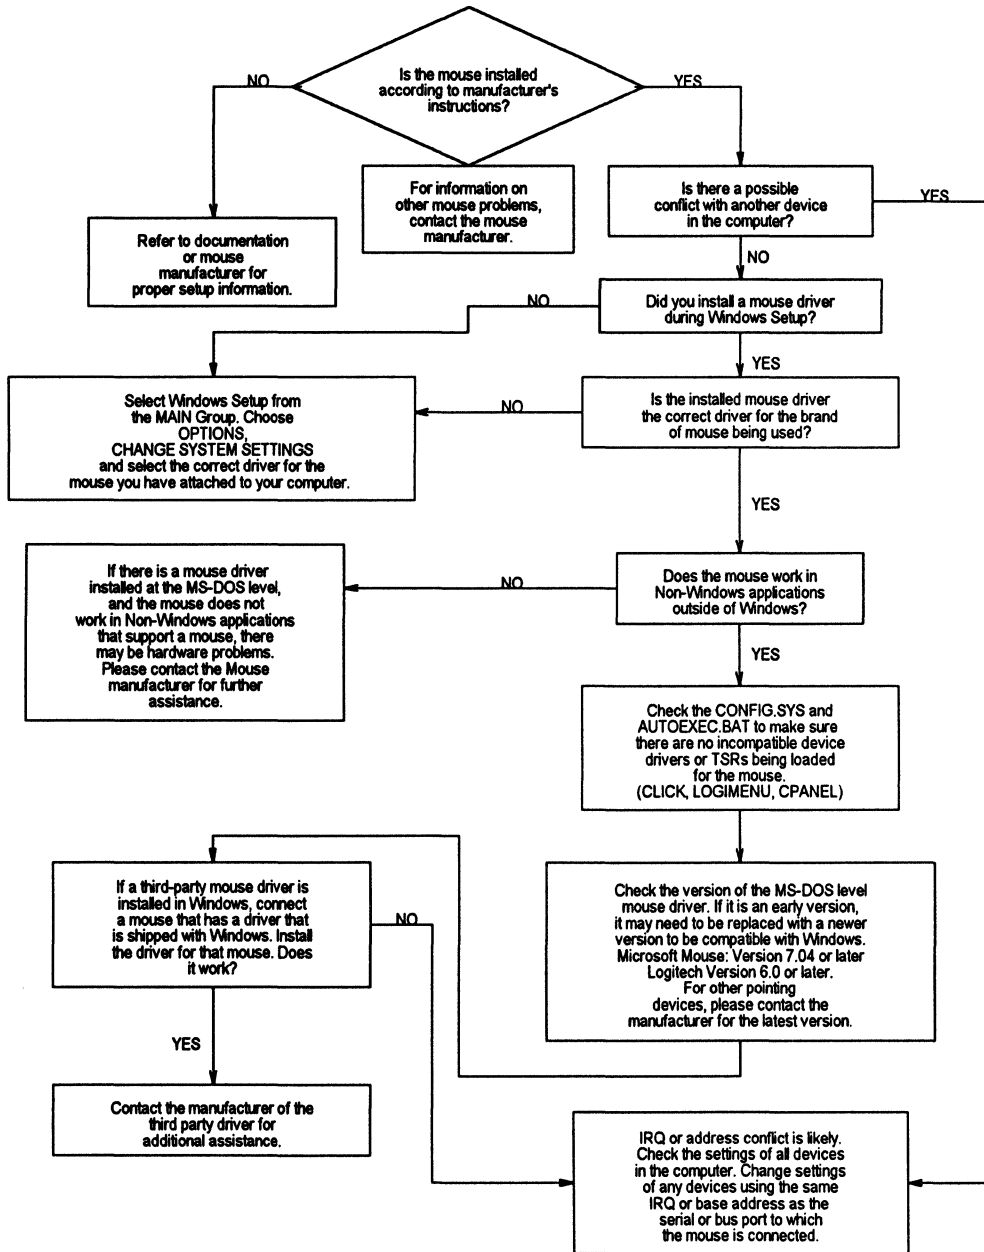 Is the mouse installed
according to manufacturer's
instructions?
NO
YES
For information on
other mouse problems,
contact the mouse
manufacturer.
Is there a possible
conflict with another device
in the computer?
YES
Refer to documentation
or mouse
manufacturer for
proper setup information.
NO
Did you install a mouse driver
during Windows Setup?
NO
YES
Select Windows Setup from
the MAIN Group. Choose
OPTIONS,
CHANGE SYSTEM SETTINGS
and select the correct driver for the
mouse you have attached to your computer.
NO
Is the installed mouse driver
the correct driver for the brand
of mouse being used?
YES
If there is a mouse driver
installed at the MS-DOS level,
and the mouse does not
work in Non-Windows applications
that support a mouse, there
may be hardware problems.
Please contact the Mouse
manufacturer for further
assistance.
NO
Does the mouse work in
Non-Windows applications
outside of Windows?
YES
Check the CONFIG.SYS and
AUTOEXEC.BAT to make sure
there are no incompatible device
drivers or TSRs being loaded
for the mouse.
(CLICK, LOGIMENU, CPANEL)
If a third-party mouse driver is
installed in Windows, connect
a mouse that has a driver that
is shipped with Windows. Install
the driver for that mouse. Does
it work?
NO
Check the version of the MS-DOS level
mouse driver. If it is an early version,
it may need to be replaced with a newer
version to be compatible with Windows.
Microsoft Mouse: Version 7.04 or later
Logitech Version 6.0 or later.
For other pointing
devices, please contact the
manufacturer for the latest version.
YES
Contact the manufacturer of the
third party driver for
additional assistance.
IRQ or address conflict is likely.
Check the settings of all devices
in the computer. Change settings
of any devices using the same
IRQ or base address as the
serial or bus port to which
the mouse is connected.